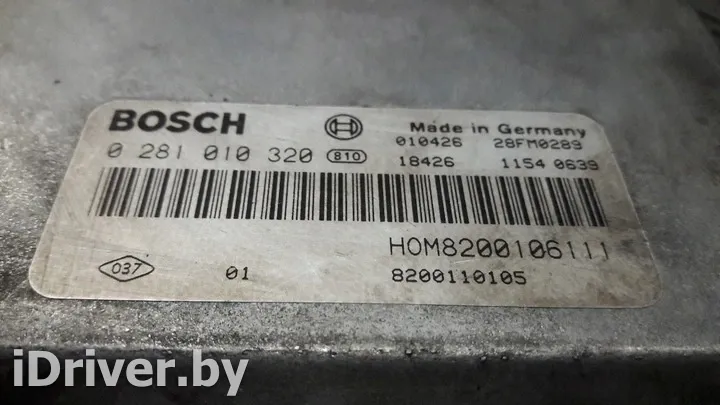 BOSCH
Made in Germany
0 281 010 320 810
010426 28FM0289
18426 1154 0639
HOM8200106111
037 01 8200110105
iDriver.by